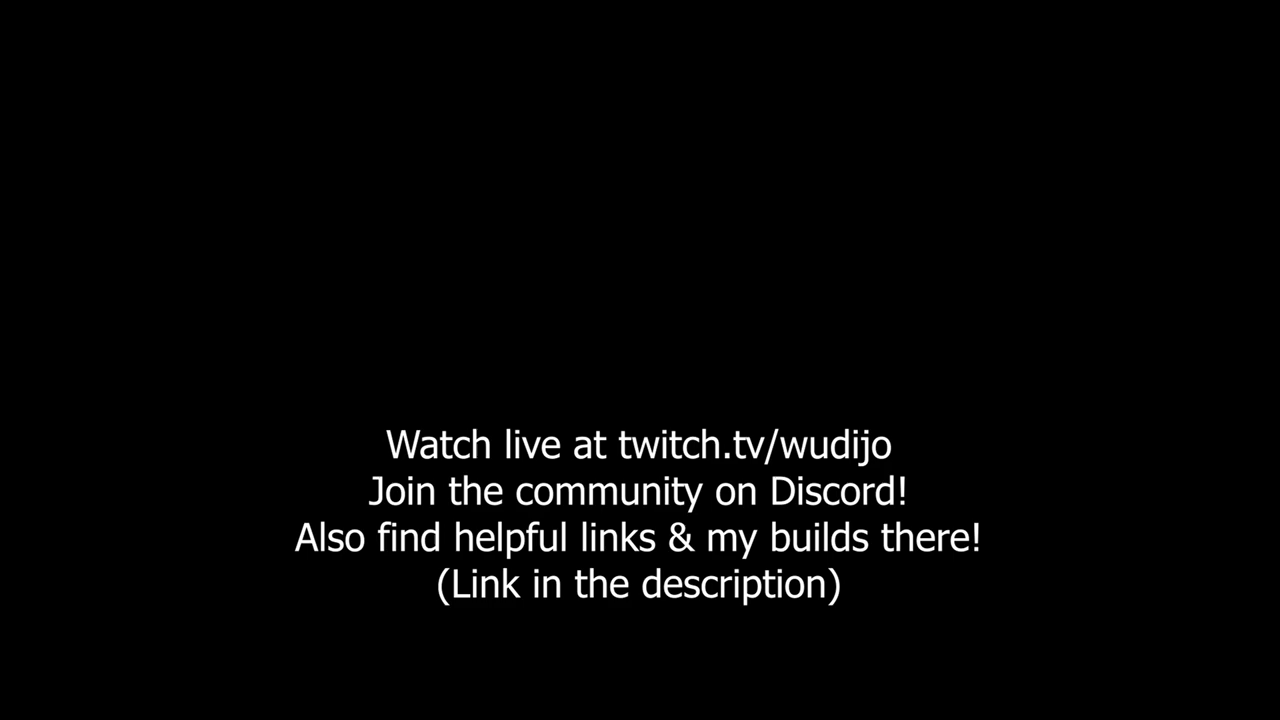 Watch live at twitch.tv/wudijo
Join the community on Discord!
Also find helpful links & my builds there!
(Link in the description)